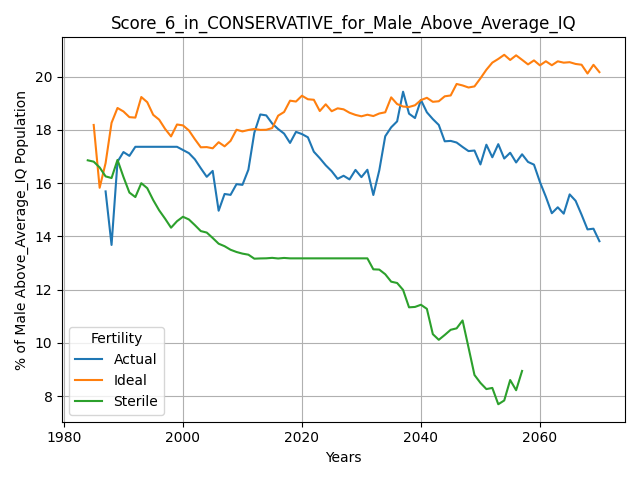 Score_6_in_CONSERVATIVE_for_Male_Above_Average_IQ
% of Male Above_Average_IQ Population
20
18
16
14
12
10
8
Fertility
Actual
Ideal
Sterile
1980
2000
2020
2040
2060
Years